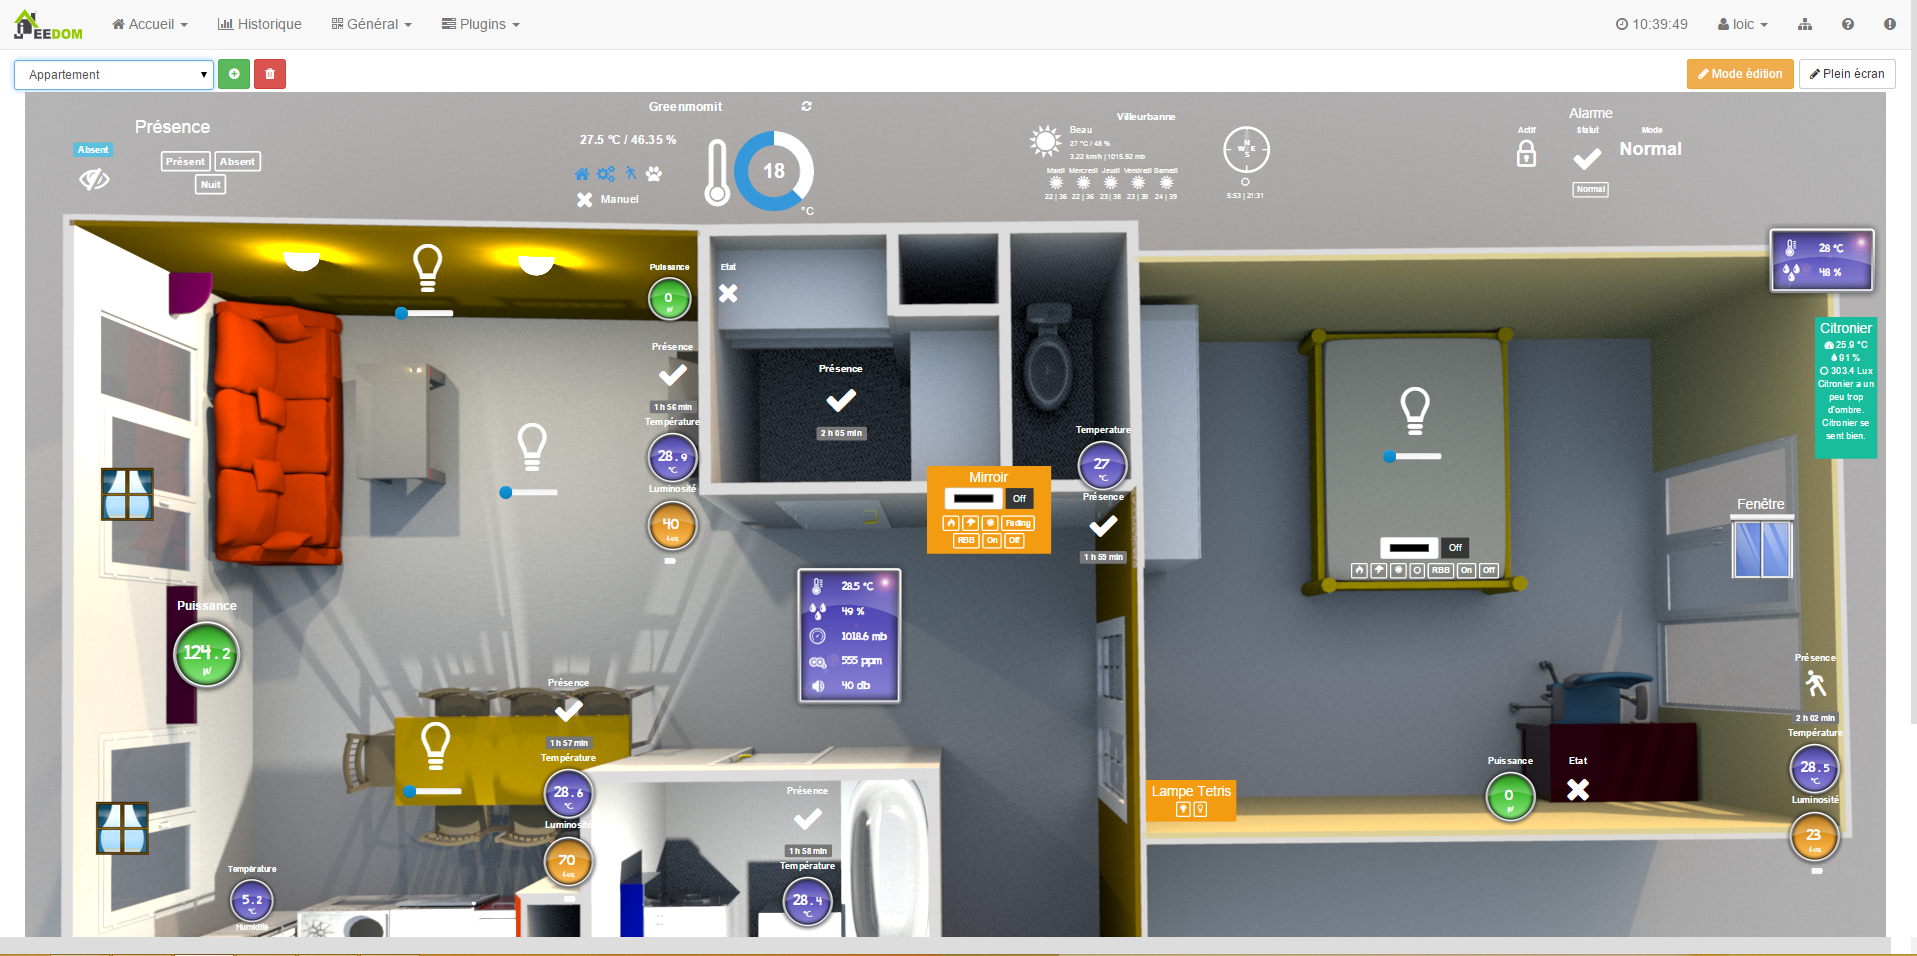 JEEDOM
Accueil
Historique
Général
Plugins
10:39:49
loic
Appartement
Mode édition
Plein écran
Présence
Absent
Présent
Absent
Nuit
Greenmomit
27.5 °C / 46.35 %
Manuel
18
°C
Villeurbanne
Beau
27 °C / 48 %
3.22 km/h | 1015.92 mb
Mardi Mercredi Jeudi Vendredi Samedi
22 | 36 22 | 36 23 | 38 23 | 39 24 | 39
N
W E
S
5:53 | 21:31
Alarme
Actif
Statut
Mode
Normal
Normal
28 °C
48 %
Citronier
25.9 °C
91 %
303.4 Lux
Citronier a un
peu trop
d'ombre.
Citronier se
sent bien.
Puissance
0
W
Etat
Présence
1 h 56 min
Température
28.9
°C
Luminosité
40
Lux
Présence
2 h 05 min
Temperature
27
°C
Présence
1 h 59 min
Mirroir
Off
Fading
RBB
On
Off
Off
RBB
On
Off
Fenêtre
28.5 °C
49 %
1018.6 mb
555 ppm
40 db
Puissance
124.2
W
Présence
1 h 57 min
Température
28.6
°C
Luminosité
70
Lux
Présence
1 h 58 min
Température
28.4
°C
Température
5.2
°C
Humidité
Lampe Tetris
Puissance
0
W
Etat
Présence
2 h 02 min
Température
28.5
°C
Luminosité
23
Lux